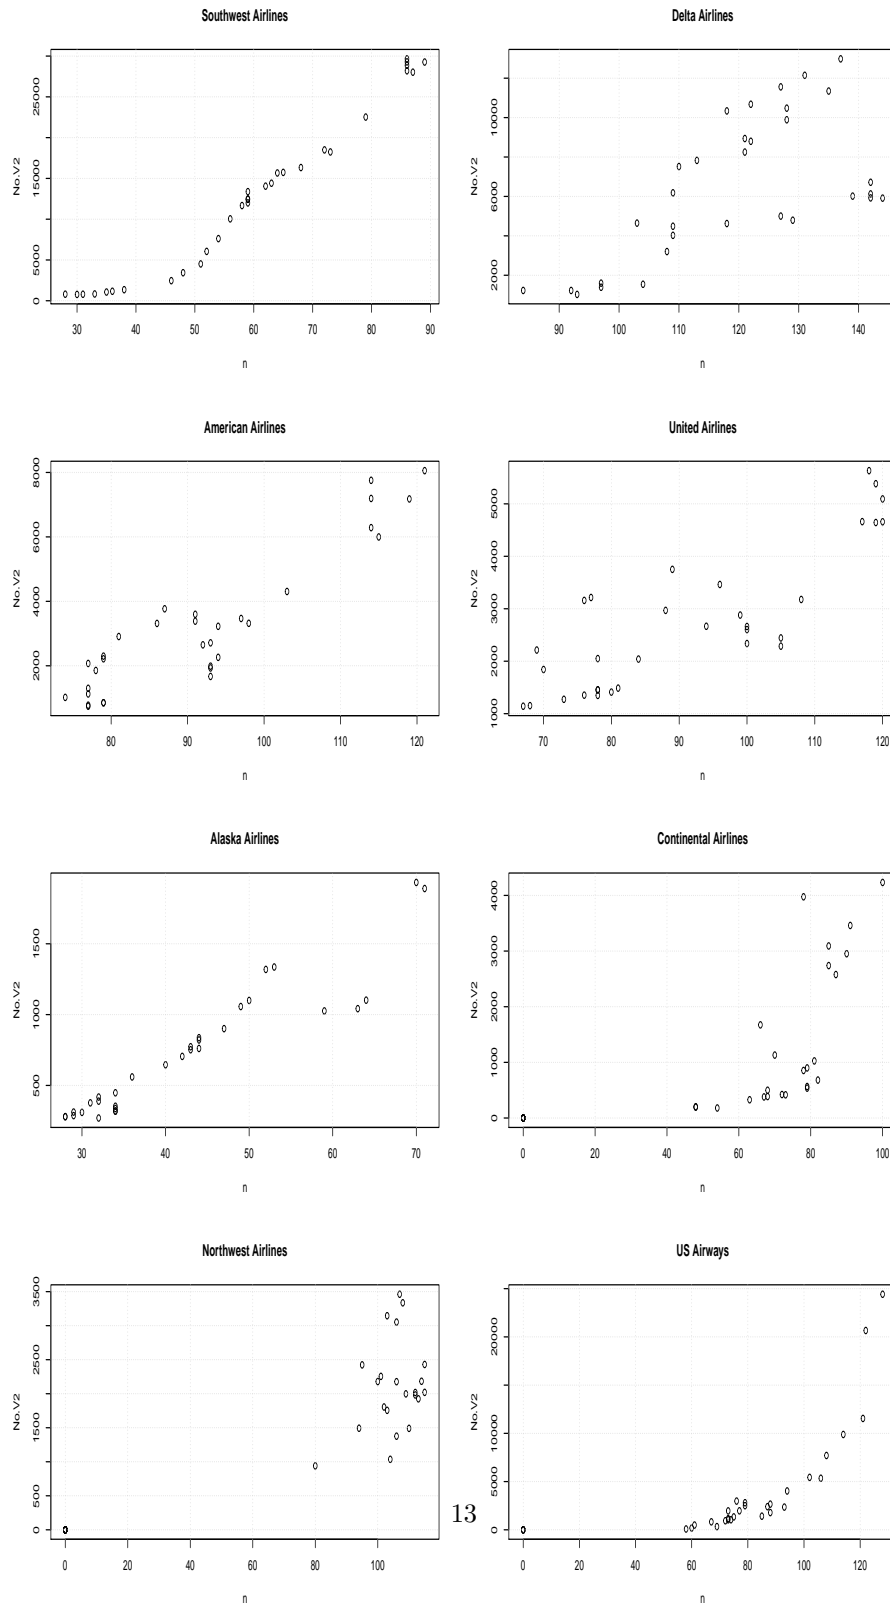 Southwest Airlines
No.V2
0 5000 15000 25000
30 40 50 60 70 80 90
n
Delta Airlines
No.V2
2000 6000 10000
90 100 110 120 130 140
n
American Airlines
No.V2
2000 4000 6000 8000
80 90 100 110 120
n
United Airlines
No.V2
1000 2000 3000 4000 5000
70 80 90 100 110 120
n
Alaska Airlines
No.V2
500 1000 1500
30 40 50 60 70
n
Continental Airlines
No.V2
0 1000 2000 3000 4000
0 20 40 60 80 100
n
Northwest Airlines
No.V2
0 500 1500 2500 3500
0 20 40 60 80 100
n
US Airways
No.V2
0 5000 10000 20000
0 20 40 60 80 100 120
n
13